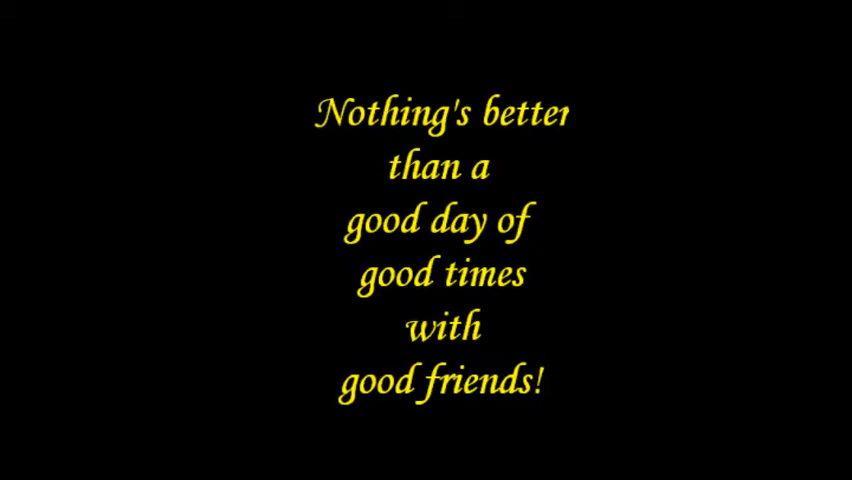 Nothing's better
than a
good day of
good times
with
good friends!